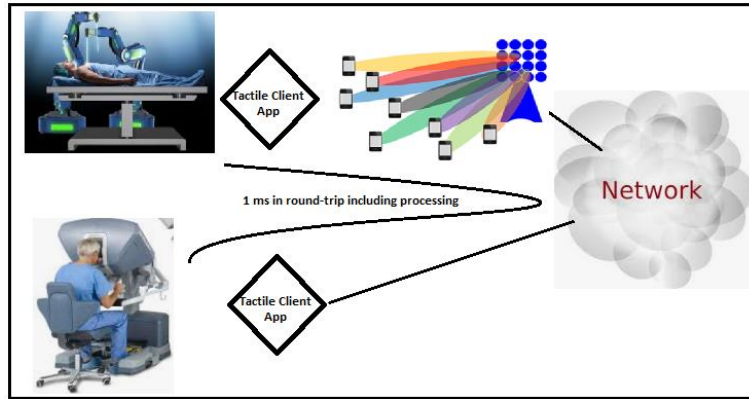 Tactile Client
App
Network
1 ms in round-trip including processing
Tactile Client
App